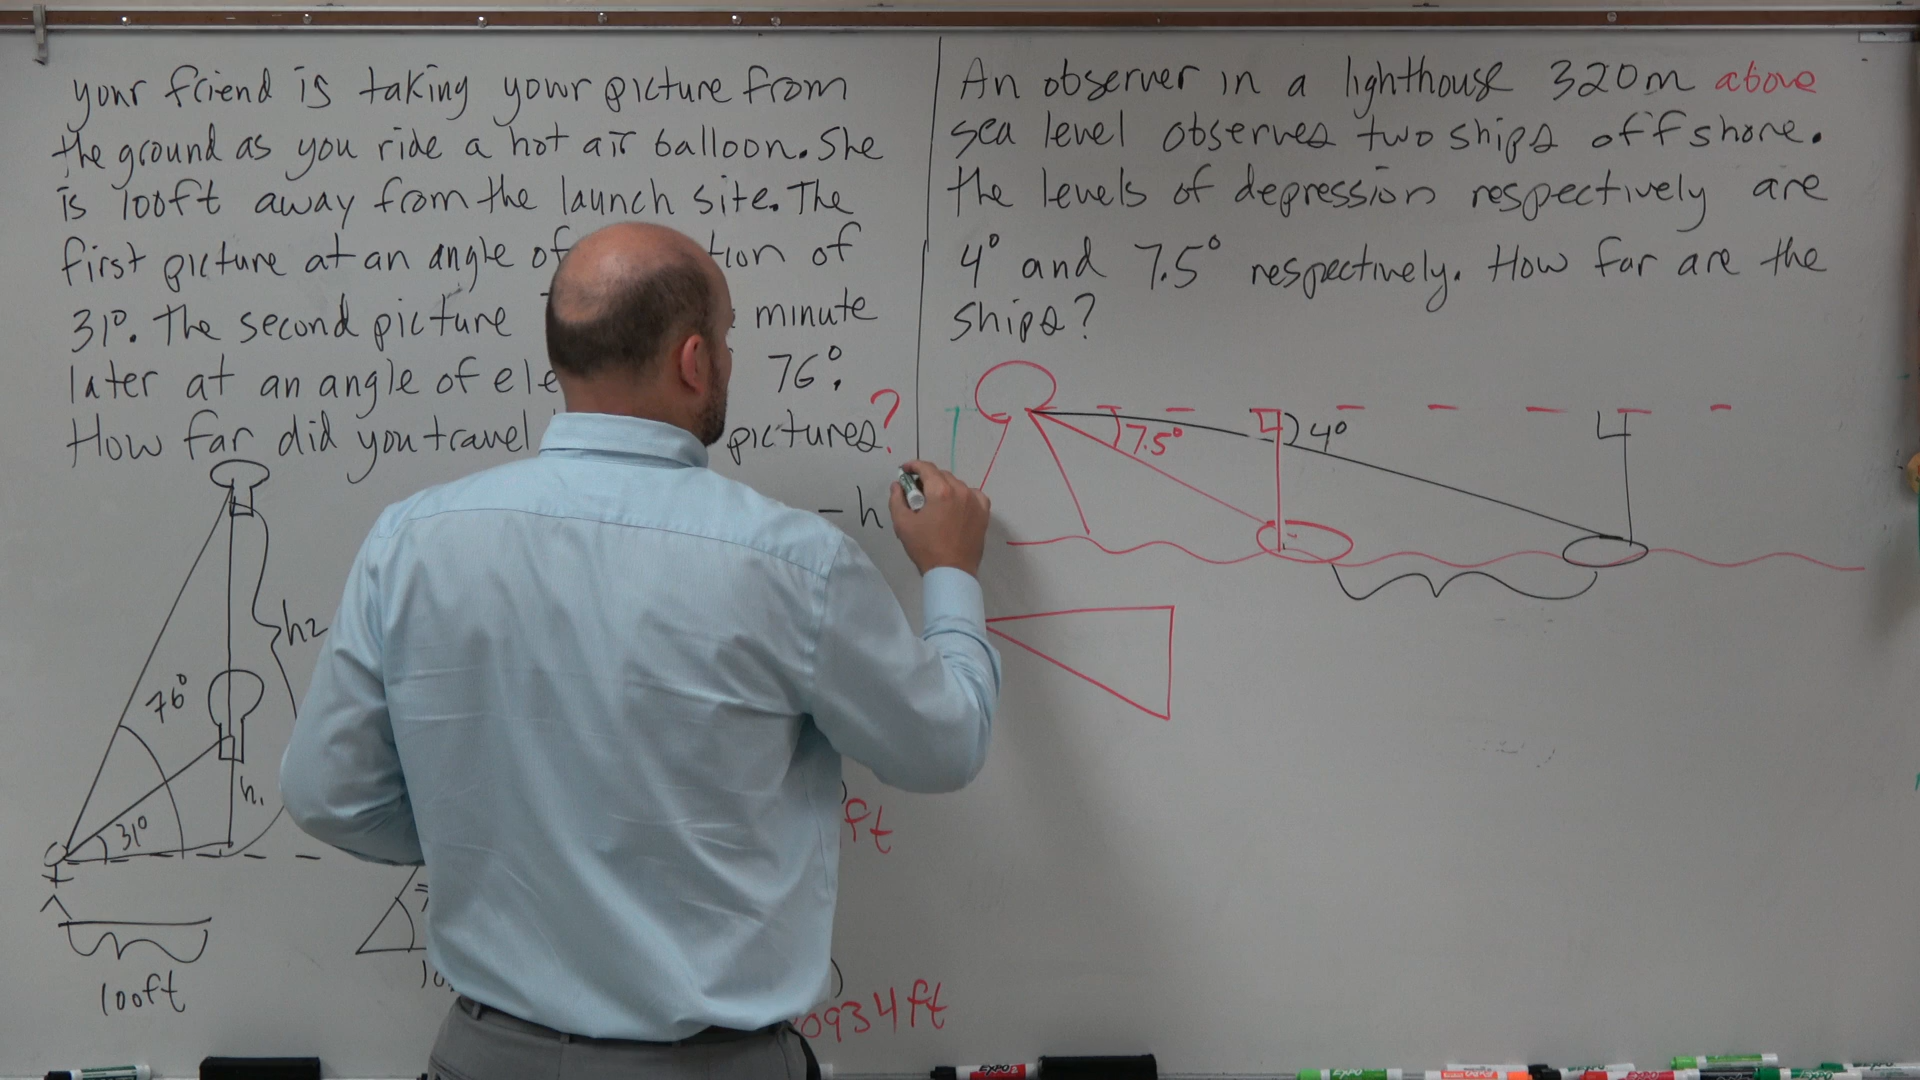 your friend is taking your picture from
the ground as you ride a hot air balloon. She
is 100ft away from the launch site. The
first picture at an angle of tion of
31°. The second picture minute
later at an angle of ele 76°.
How far did you travel pictures?
- h
h2
76°
h1
31°
100ft
ft
0934ft
An observer in a lighthouse 320m above
sea level observes two ships offshore.
the levels of depression respectively are
4° and 7.5° respectively. How far are the
ships?
7.5°
4°
EXPO
EXPO